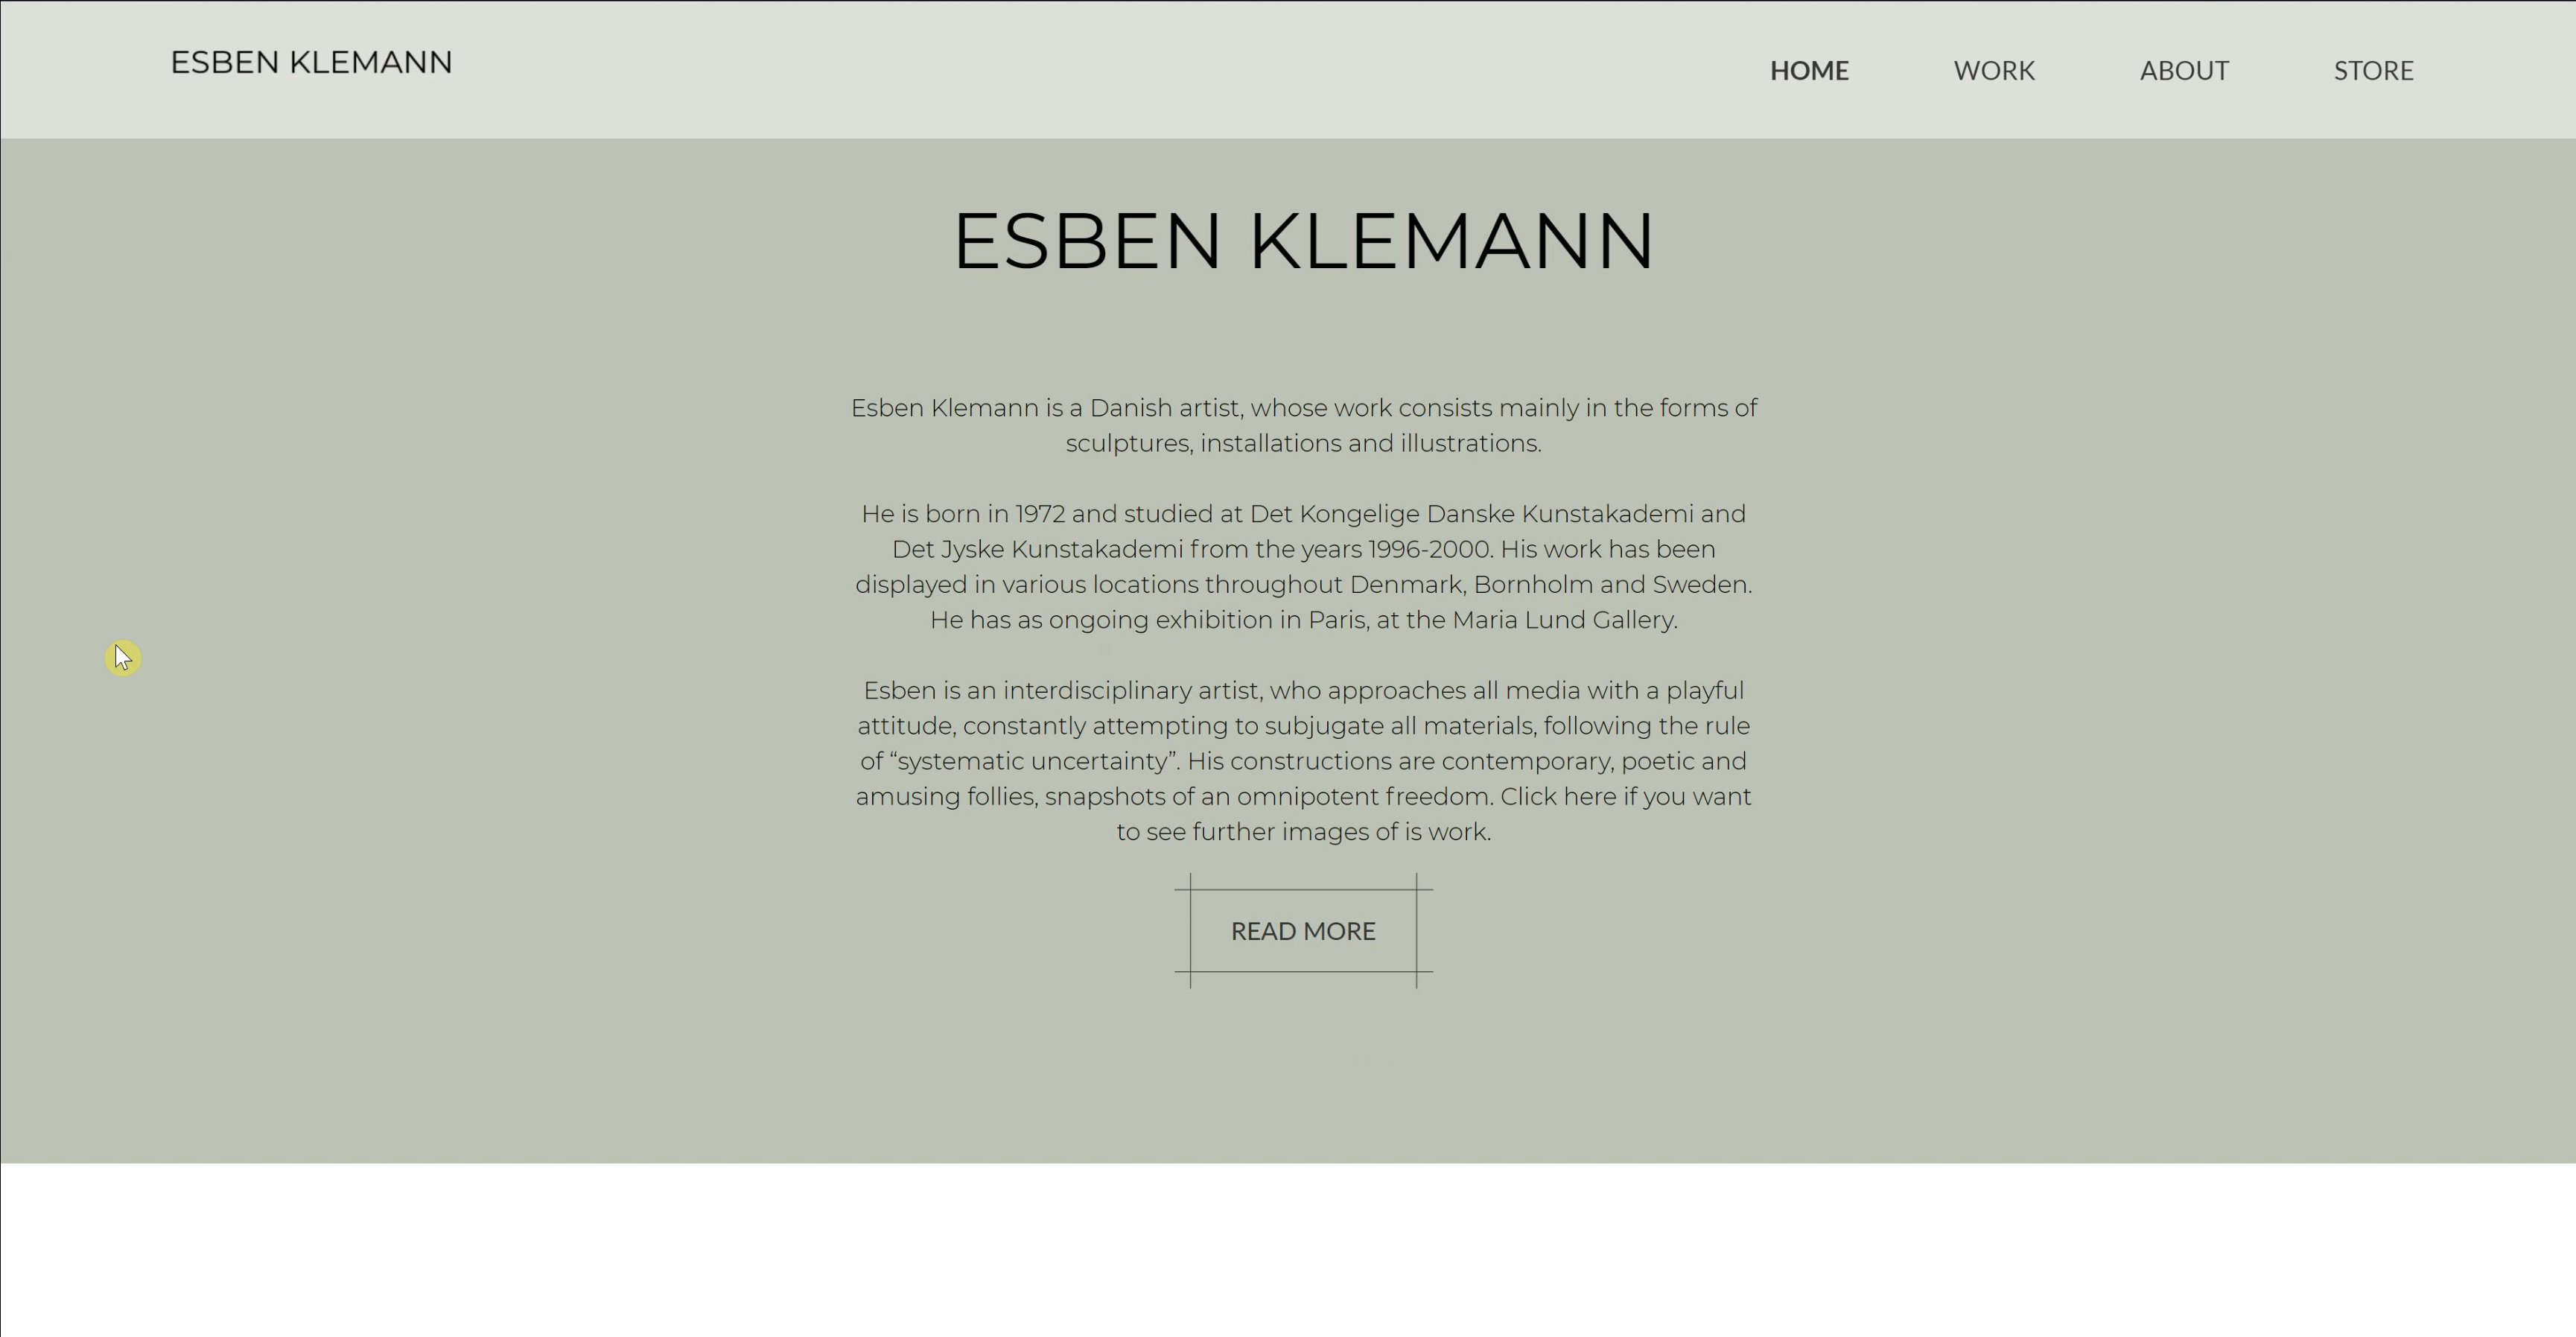 ESBEN KLEMANN
HOME
WORK
ABOUT
STORE
ESBEN KLEMANN
Esben Klemann is a Danish artist, whose work consists mainly in the forms of
sculptures, installations and illustrations.
He is born in 1972 and studied at Det Kongelige Danske Kunstakademi and
Det Jyske Kunstakademi from the years 1996-2000. His work has been
displayed in various locations throughout Denmark, Bornholm and Sweden.
He has as ongoing exhibition in Paris, at the Maria Lund Gallery.
Esben is an interdisciplinary artist, who approaches all media with a playful
attitude, constantly attempting to subjugate all materials, following the rule
of “systematic uncertainty”. His constructions are contemporary, poetic and
amusing follies, snapshots of an omnipotent freedom. Click here if you want
to see further images of is work.
READ MORE